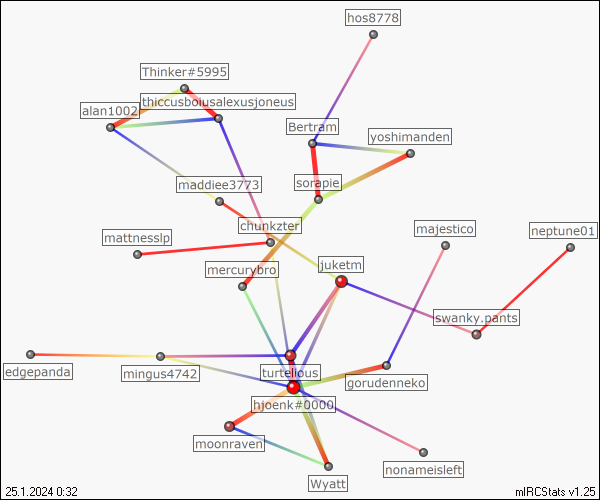 hos8778
Thinker#5995
thiccusboiusalexusjoneus
alan1002
Bertram
yoshimanden
maddiee3773
sorapie
chunkzter
majestico
neptune01
mattnesslp
mercurybro
juketm
swanky.pants
edgepanda
mingus4742
turtelious
gorudenneko
hjoenk#0000
moonraven
nonameisleft
Wyatt
25.1.2024 0:32
mIRCStats v1.25